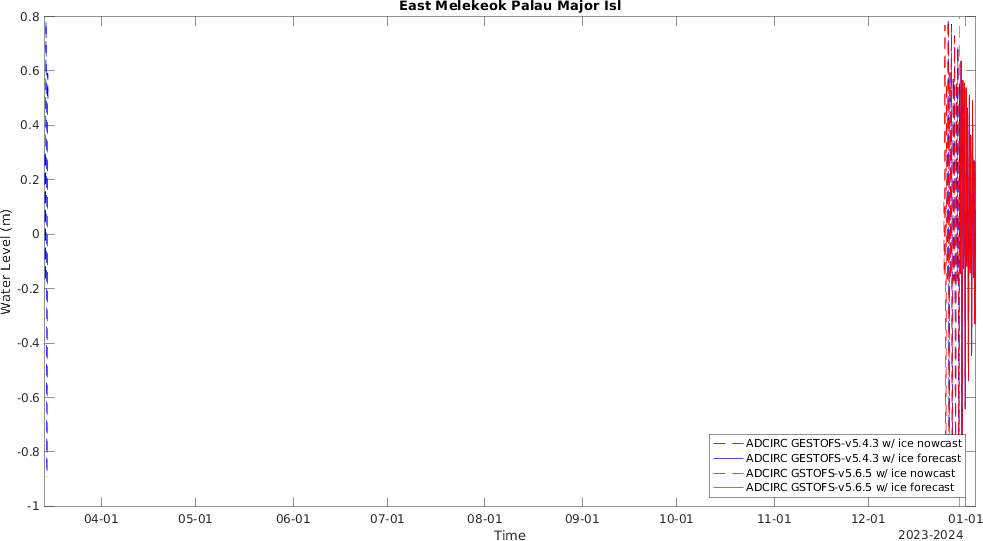 East Melekeok Palau Major Isl
0.8
0.6
0.4
0.2
0
-0.2
-0.4
-0.6
-0.8
-1
Water Level (m)
04-01 05-01 06-01 07-01 08-01 09-01 10-01 11-01 12-01 01-01
Time
2023-2024
ADCIRC GESTOFS-v5.4.3 w/ ice nowcast
ADCIRC GESTOFS-v5.4.3 w/ ice forecast
ADCIRC GSTOFS-v5.6.5 w/ ice nowcast
ADCIRC GSTOFS-v5.6.5 w/ ice forecast